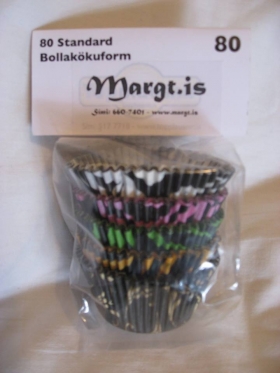 80 Standard 80
Bollakökuform
Margt.is
Sími: 660-7401 - www.margt.is